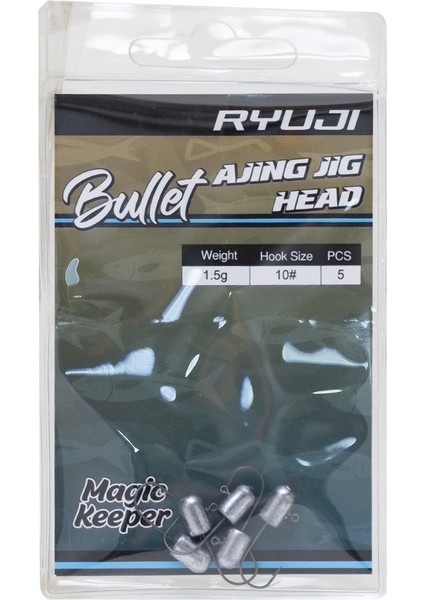 RYUJI
Bullet AJING JIG
HEAD
Weight Hook Size PCS
1.5g 10# 5
Magic
Keeper